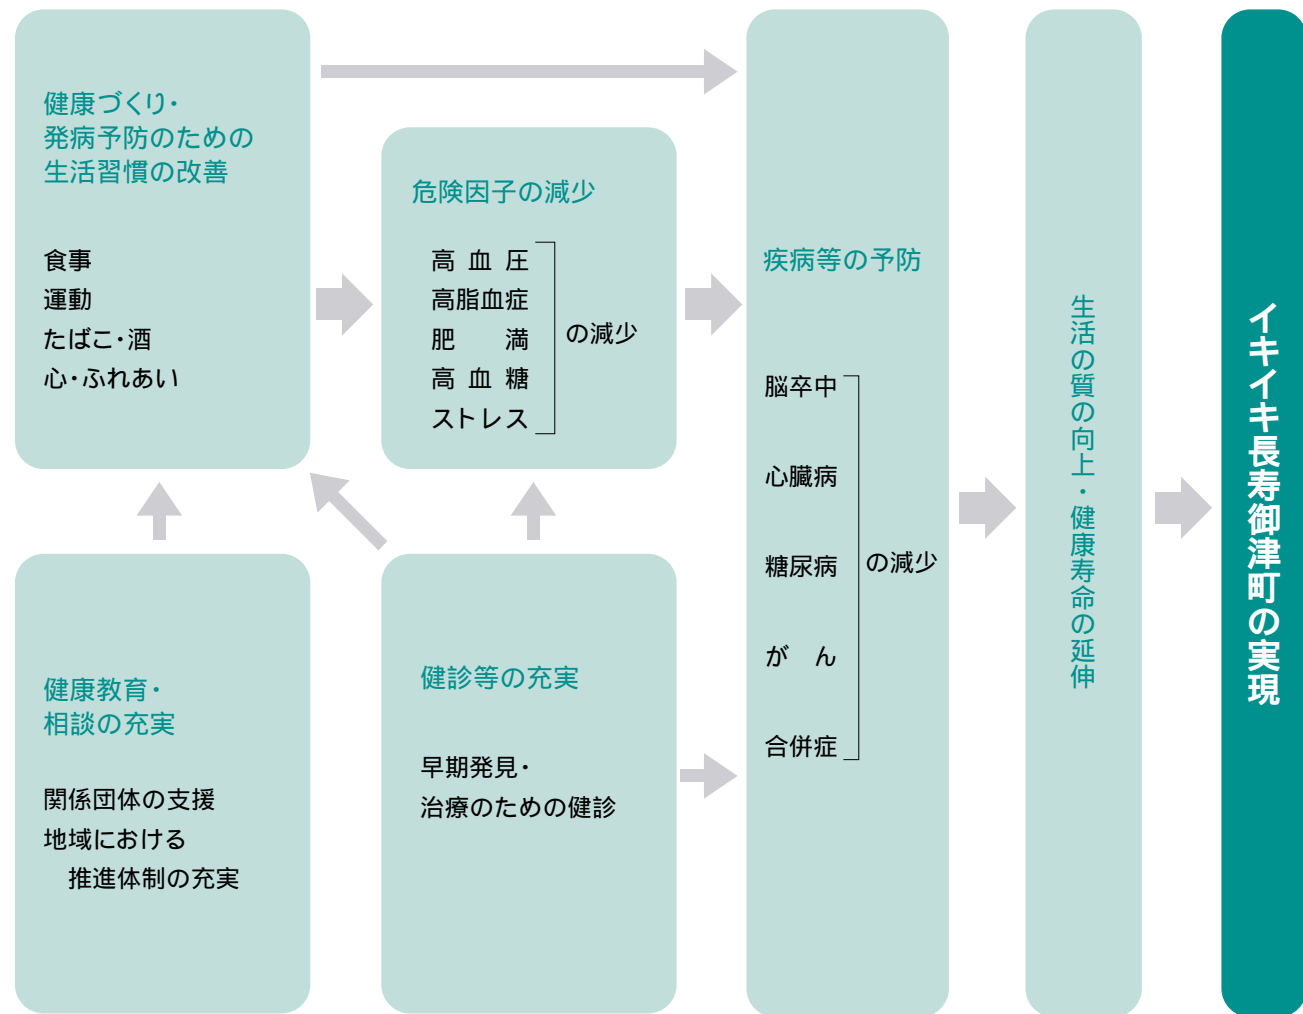 健康づくり・
発病予防のための
生活習慣の改善
食事
運動
たばこ・酒
心・ふれあい
危険因子の減少
高血圧
高脂血症
肥　満
高血糖
ストレス
の減少
健康教育・
相談の充実
関係団体の支援
地域における
推進体制の充実
健診等の充実
早期発見・
治療のための健診
疾病等の予防
脳卒中
心臓病
糖尿病
がん
合併症
の減少
生活の質の向上・健康寿命の延伸
イキイキ長寿御津町の実現